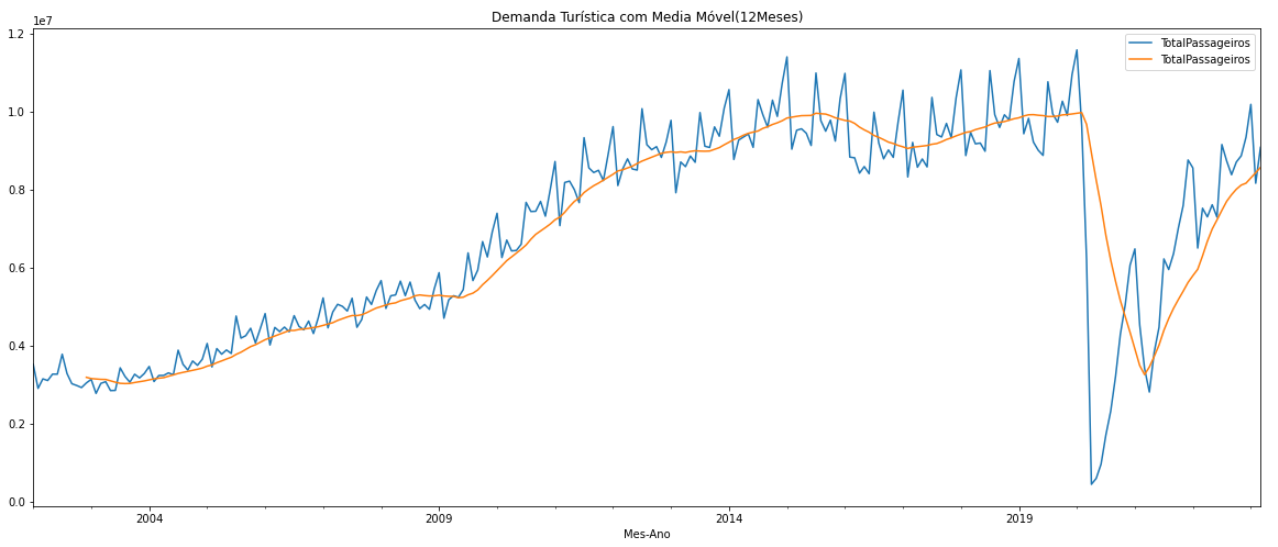 Demanda Turística com Media Móvel(12Meses)
1e7
TotalPassageiros
TotalPassageiros
1.2
1.0
0.8
0.6
0.4
0.2
0.0
2004 2009 2014 2019
Mes-Ano